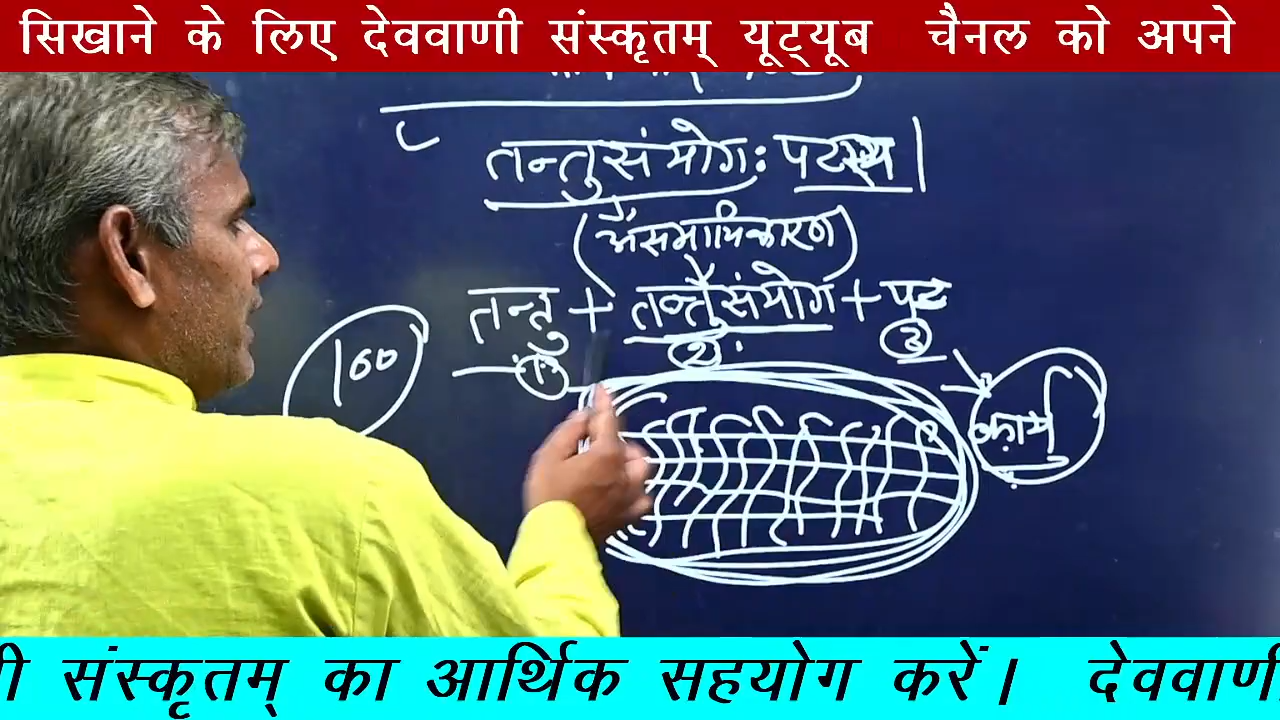 सिखाने के लिए देववाणी संस्कृतम् यूट्यूब चैनल को अपने
तन्तुसंयोगः पटस्य।
(असमवायिकारण)
तन्तु + तन्तुसंयोग + पट
१ २ ३
100
कार्य
ी संस्कृतम् का आर्थिक सहयोग करें। देववाणी